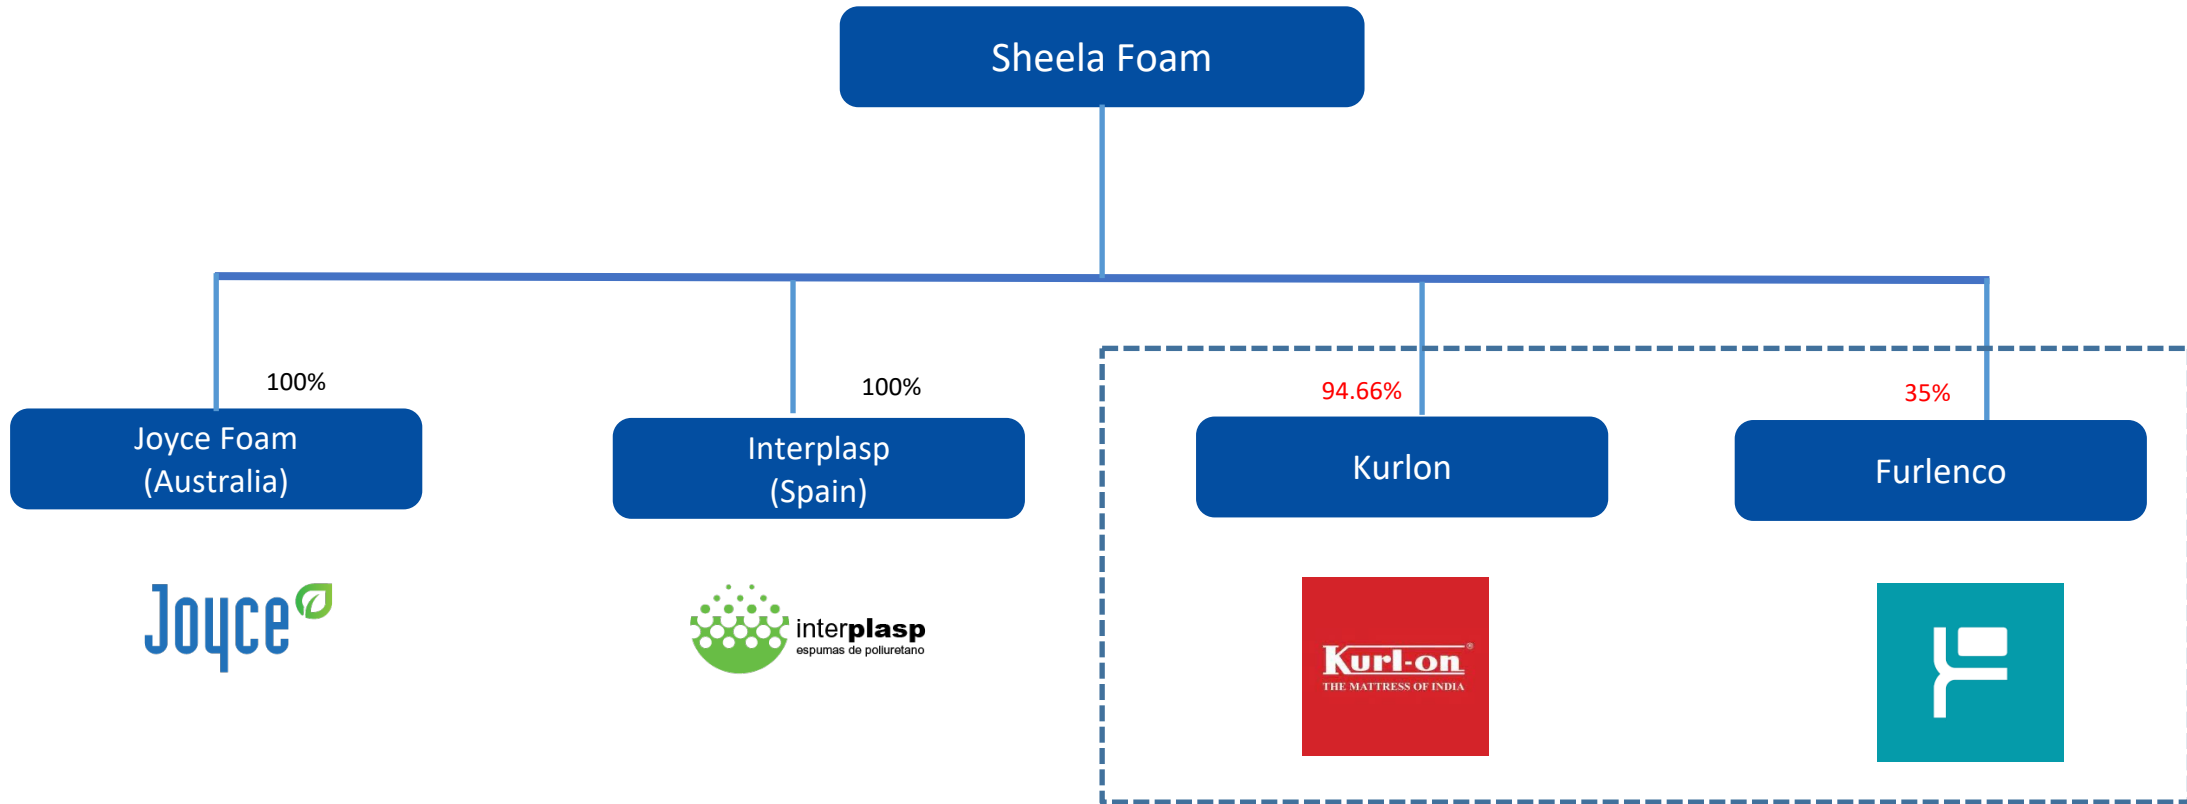 Sheela Foam
100%
100%
94.66%
35%
Joyce Foam
(Australia)
Interplasp
(Spain)
Kurlon
Furlenco
Joyce
interplasp
espumas de poliuretano
Kurl-on®
THE MATTRESS OF INDIA